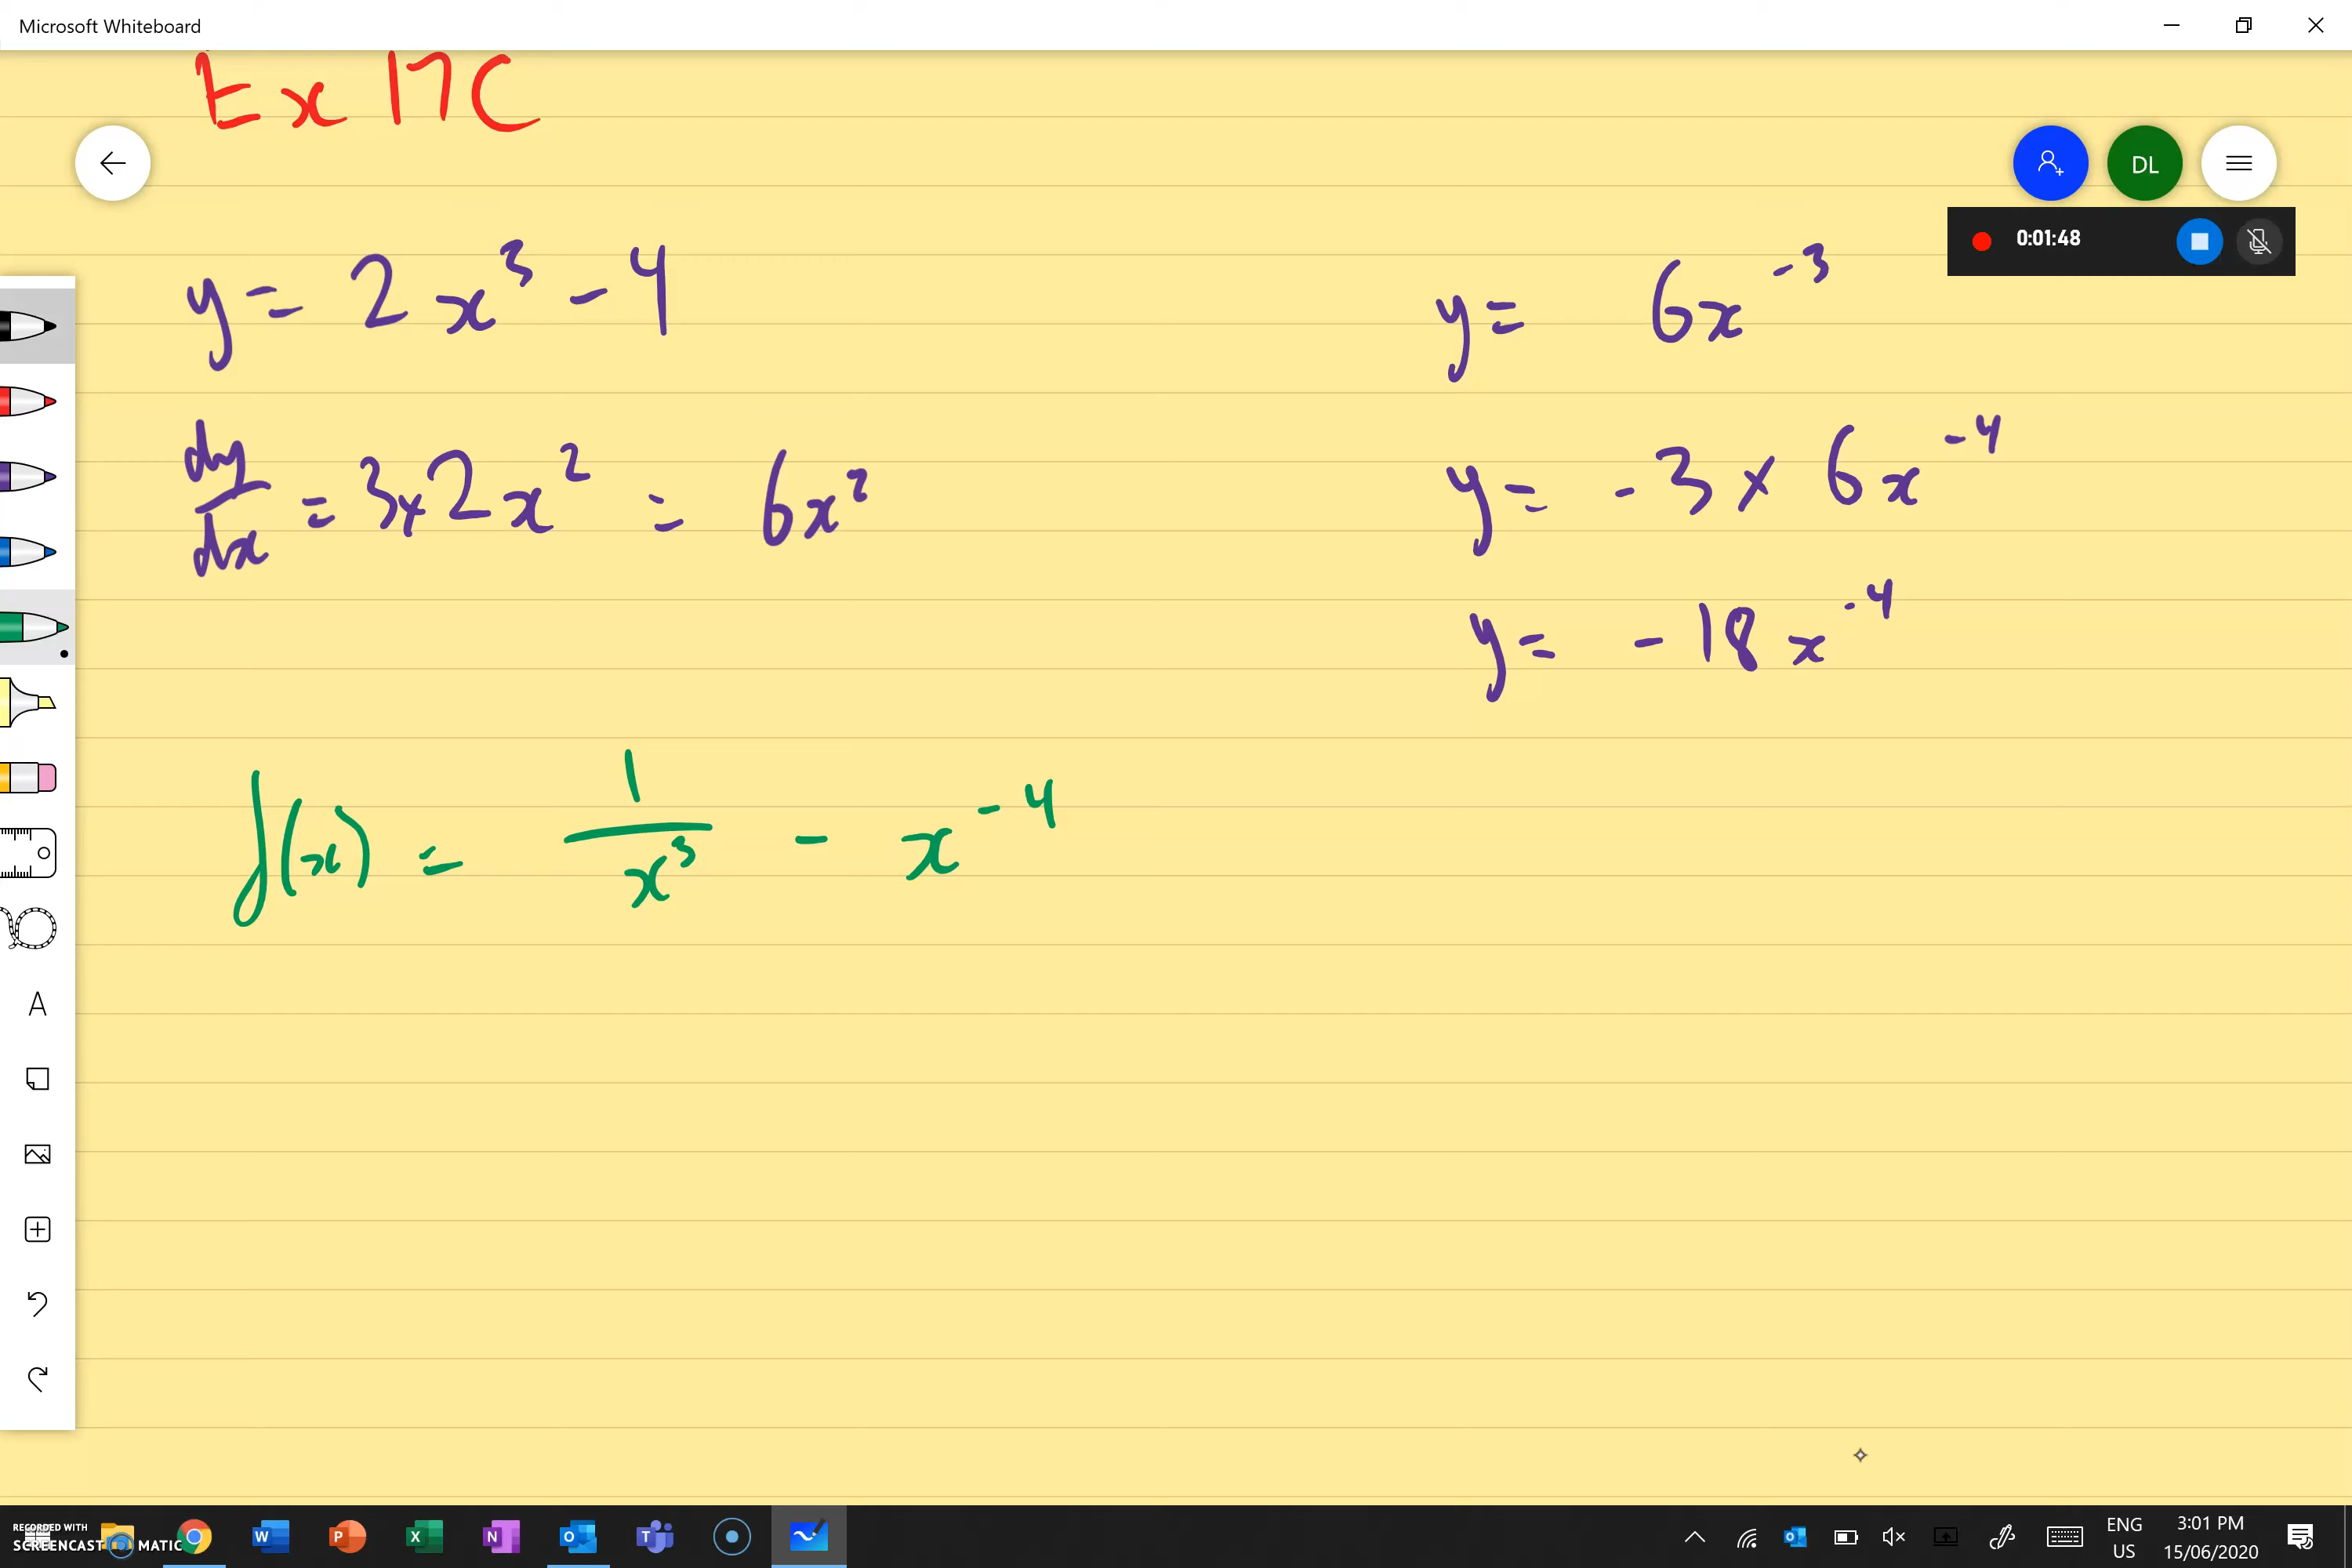 Microsoft Whiteboard
Ex 17C
DL
0:01:48
y = 2x³ - 4
dy/dx = 3×2x² = 6x²
y = 6x⁻³
y = -3 × 6x⁻⁴
y = -18x⁻⁴
f(x) = 1/x³ - x⁻⁴
A
RECORDED WITH
SCREENCAST MATIC
W
P
X
N
O
T
ENG
US
3:01 PM
15/06/2020